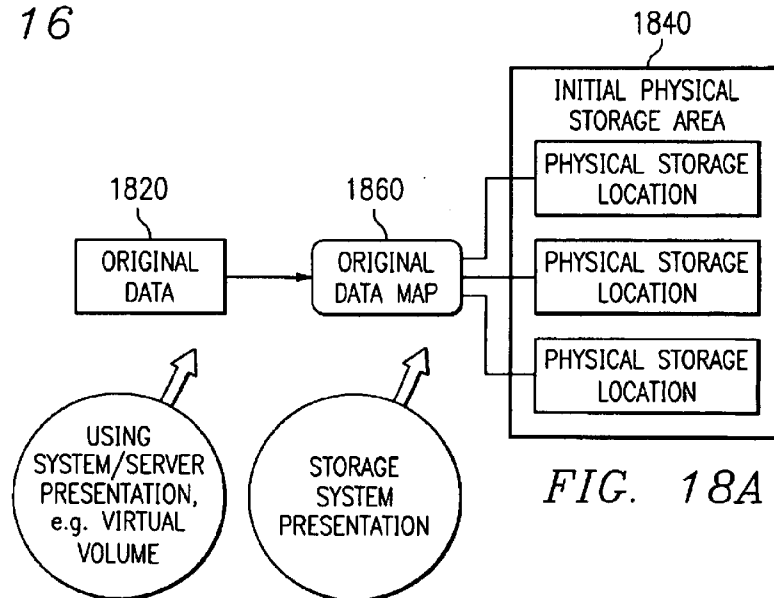 16
1840
INITIAL PHYSICAL
STORAGE AREA
PHYSICAL STORAGE
LOCATION
1820
1860
ORIGINAL
DATA
ORIGINAL
DATA MAP
PHYSICAL STORAGE
LOCATION
PHYSICAL STORAGE
LOCATION
USING
SYSTEM/SERVER
PRESENTATION,
e.g. VIRTUAL
VOLUME
STORAGE
SYSTEM
PRESENTATION
FIG. 18A